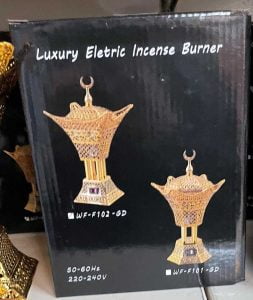 Luxury Eletric Incense Burner
WF-F102-GD
WF-F101-GD
50-60Hz
220-240V